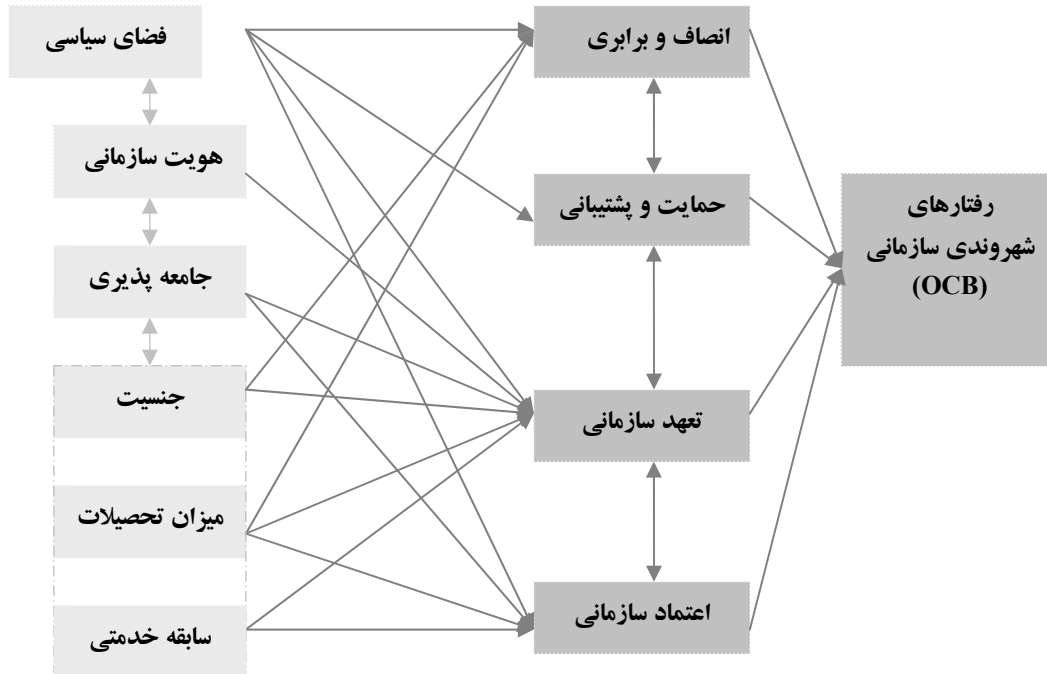 فضای سیاسی
هویت سازمانی
جامعه پذیری
جنسیت
میزان تحصیلات
سابقه خدمتی
انصاف و برابری
حمایت و پشتیبانی
تعهد سازمانی
اعتماد سازمانی
رفتارهای
شهروندی سازمانی
(OCB)